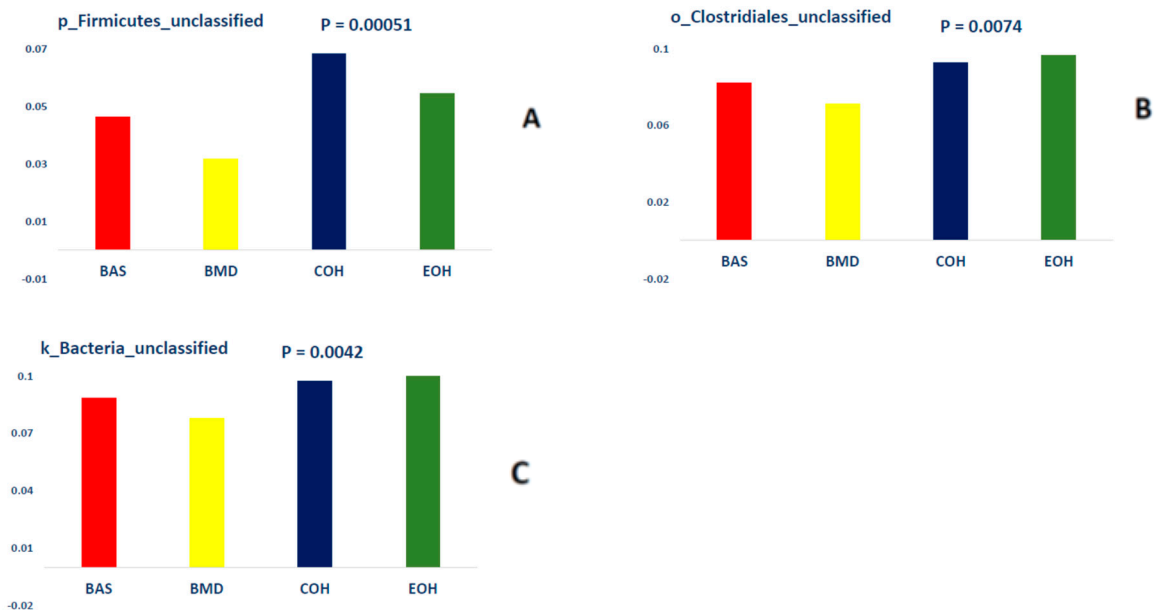 p_Firmicutes_unclassified
P = 0.00051
0.07
0.05
0.03
0.01
-0.01
BAS BMD COH EOH
A
o_Clostridiales_unclassified
P = 0.0074
0.1
0.06
0.02
-0.02
BAS BMD COH EOH
B
k_Bacteria_unclassified
P = 0.0042
0.1
0.07
0.04
0.01
-0.02
BAS BMD COH EOH
C